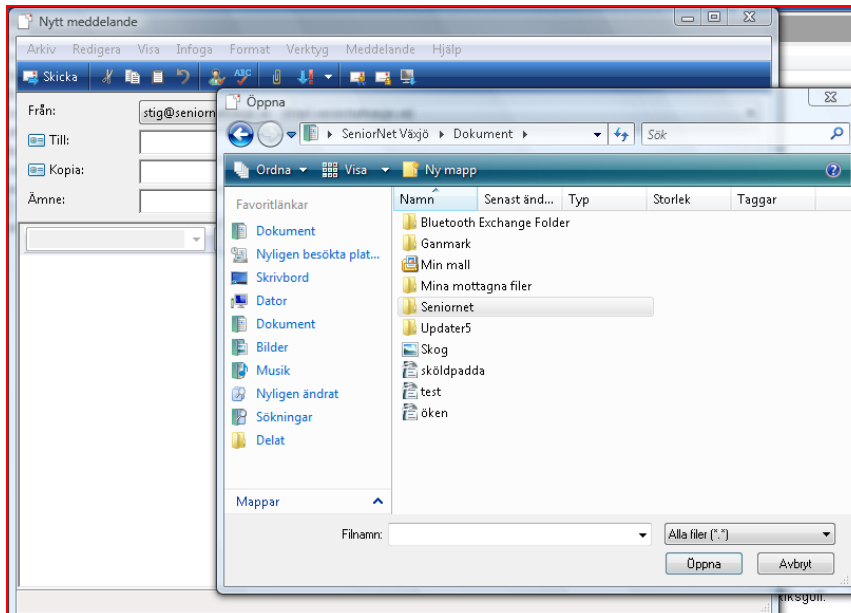 Nytt meddelande
Arkiv Redigera Visa Infoga Format Verktyg Meddelande Hjälp
Skicka
ABC
Från:
stig@seniorn
Till:
Kopia:
Ämne:
Öppna
SeniorNet Växjö Dokument
Sök
Ordna Visa Ny mapp
Favoritlänkar
Dokument
Nyligen besökta plat...
Skrivbord
Dator
Dokument
Bilder
Musik
Nyligen ändrat
Sökningar
Delat
Mappar
Namn Senast änd... Typ Storlek Taggar
Bluetooth Exchange Folder
Ganmark
Min mall
Mina mottagna filer
Seniornet
Updater5
Skog
sköldpadda
test
öken
Filnamn:
Alla filer (*.*)
Öppna Avbryt